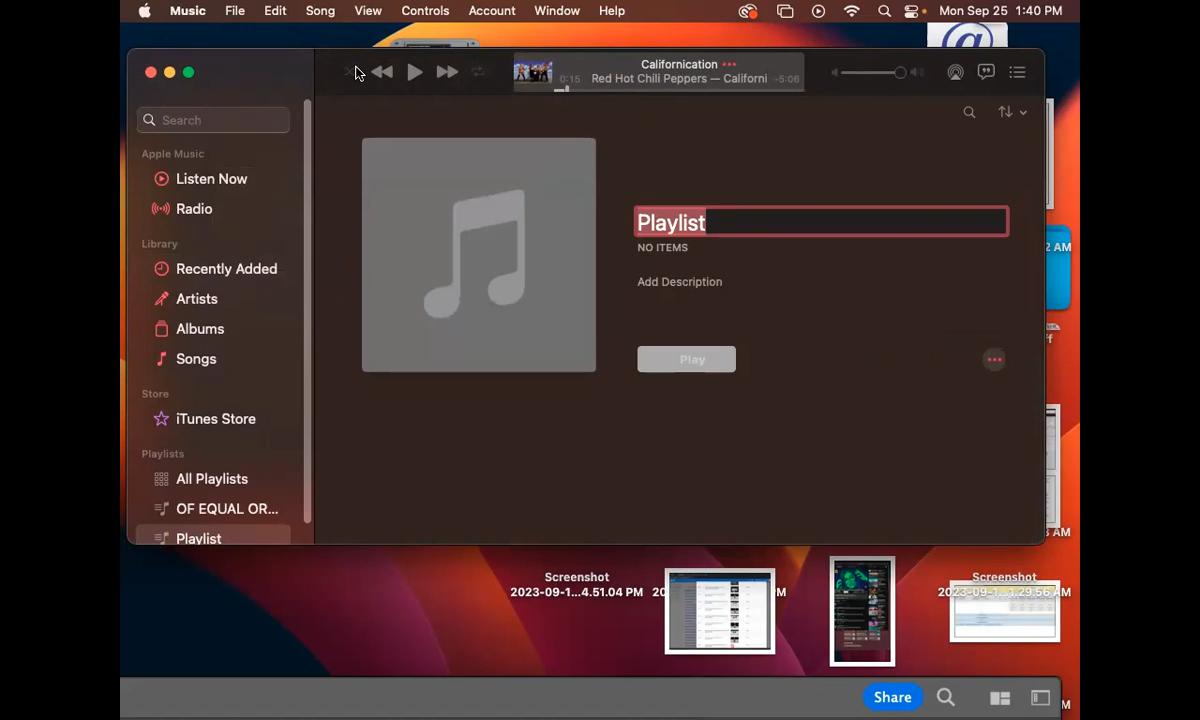 Music File Edit Song View Controls Account Window Help Mon Sep 25 1:40 PM
Californication
0:15 Red Hot Chili Peppers — Californi -5:06
Search
Apple Music
Listen Now
Radio
Library
Recently Added
Artists
Albums
Songs
Store
iTunes Store
Playlists
All Playlists
OF EQUAL OR...
Playlist
Playlist
NO ITEMS
Add Description
Play
2 AM
Screenshot
2023-09-1...4.51.04 PM
Screenshot
2023-09-1...1.29.56 AM
Share